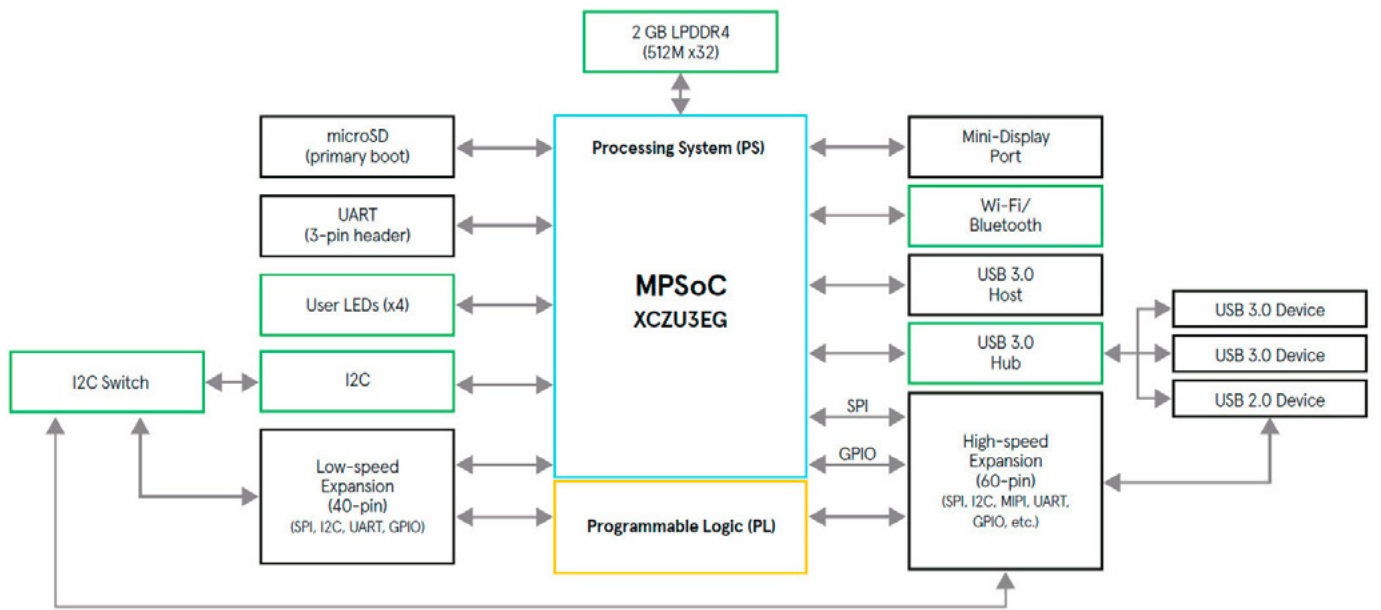 2 GB LPDDR4
(512M x32)
microSD
(primary boot)
Processing System (PS)
Mini-Display
Port
UART
(3-pin header)
Wi-Fi/
Bluetooth
MPSoC
XCZU3EG
User LEDs (x4)
USB 3.0
Host
USB 3.0 Device
I2C Switch
I2C
USB 3.0
Hub
USB 3.0 Device
USB 2.0 Device
SPI
GPIO
Low-speed
Expansion
(40-pin)
(SPI, I2C, UART, GPIO)
High-speed
Expansion
(60-pin)
(SPI, I2C, MIPI, UART,
GPIO, etc.)
Programmable Logic (PL)